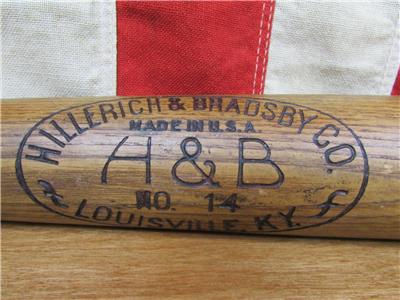 HILLERICH & BRADSBY CO.
MADE IN U.S.A.
H & B
NO. 14
LOUISVILLE, KY.